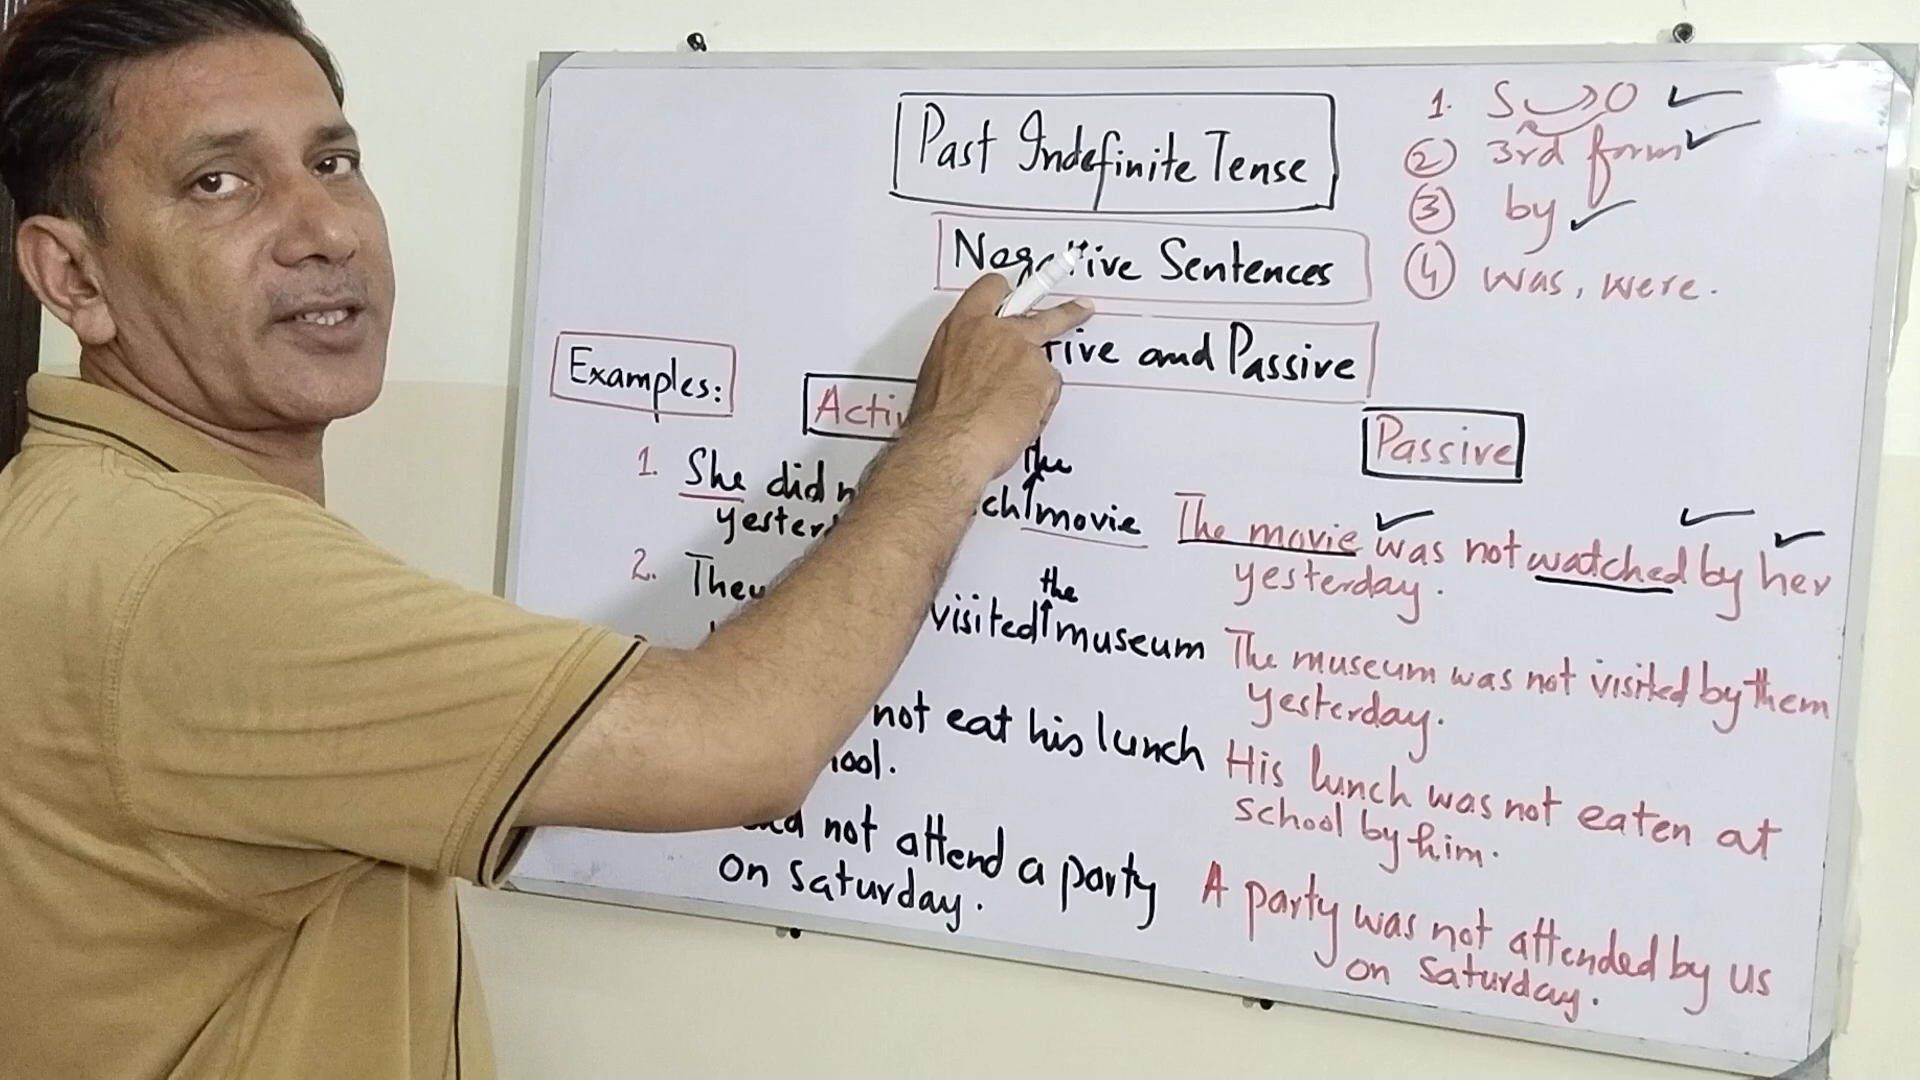 Past Indefinite Tense
Negative Sentences
Active and Passive
1. S O
2 3rd form
3 by
4 was, were.
Examples:
Passive
1. She did the
movie
The movie was not watched by her
yesterday.
2. They the
visited museum
The museum was not visited by them
yesterday.
not eat his lunch
His lunch was not eaten at
school by him.
not attend a party
on Saturday.
A party was not attended by us
on Saturday.